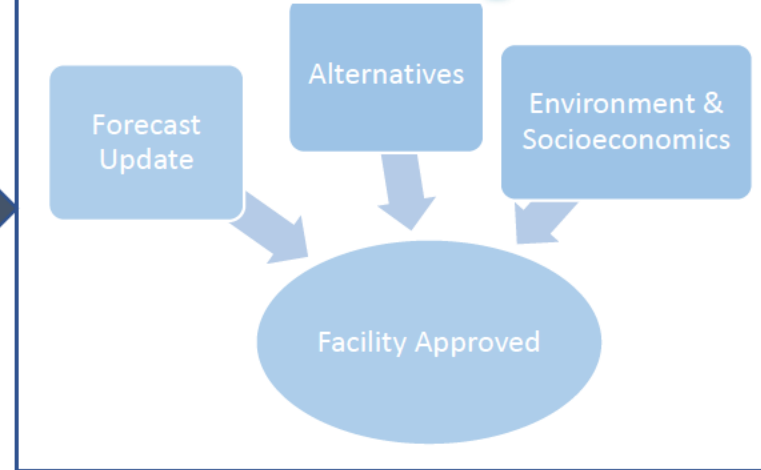 Alternatives
Forecast
Update
Environment &
Socioeconomics
Facility Approved